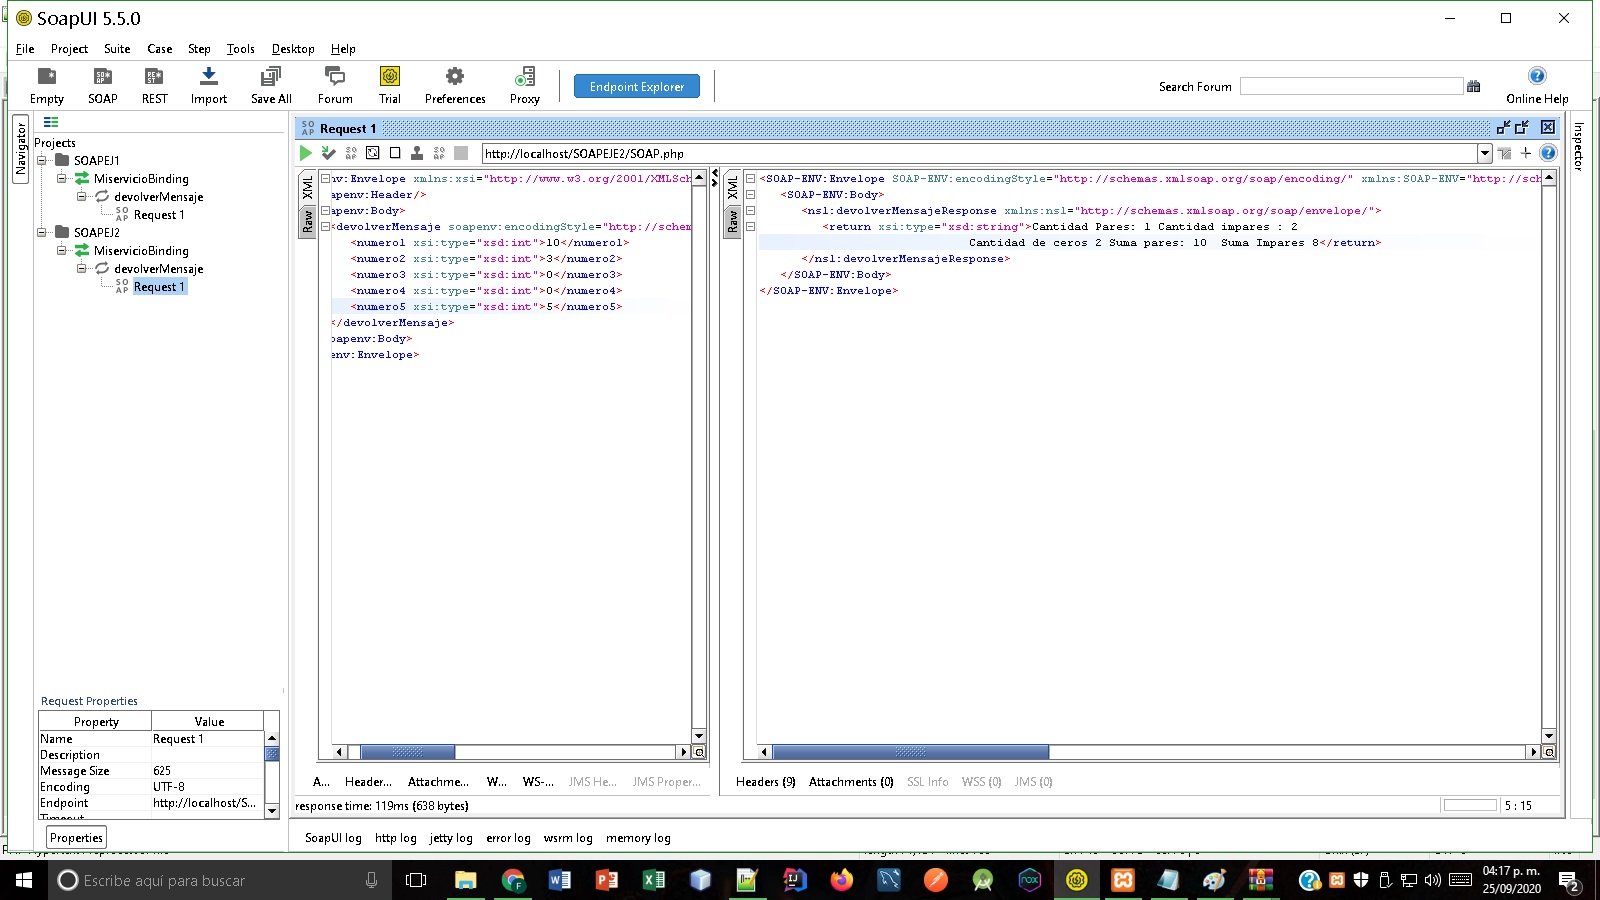 SoapUI 5.5.0
File Project Suite Case Step Tools Desktop Help
Empty SOAP REST Import Save All Forum Trial Preferences Proxy Endpoint Explorer Search Forum Online Help
Navigator
Projects
SOAPEJ1
MiservicioBinding
devolverMensaje
Request 1
SOAPEJ2
MiservicioBinding
devolverMensaje
Request 1
Request Properties
Property Value
Name Request 1
Description
Message Size 625
Encoding UTF-8
Endpoint http://localhost/S...
Properties
Request 1
http://localhost/SOAPEJE2/SOAP.php
XML
Raw
nv:Envelope xmlns:xsi="http://www.w3.org/2001/XMLSch
apenv:Header/>
apenv:Body>
<devolverMensaje soapenv:encodingStyle="http://schem
<numero1 xsi:type="xsd:int">10</numero1>
<numero2 xsi:type="xsd:int">3</numero2>
<numero3 xsi:type="xsd:int">0</numero3>
<numero4 xsi:type="xsd:int">0</numero4>
<numero5 xsi:type="xsd:int">5</numero5>
</devolverMensaje>
oapenv:Body>
env:Envelope>
A... Header... Attachme... W... WS-... JMS He... JMS Proper...
XML
Raw
<SOAP-ENV:Envelope SOAP-ENV:encodingStyle="http://schemas.xmlsoap.org/soap/encoding/" xmlns:SOAP-ENV="http://sch
<SOAP-ENV:Body>
<ns1:devolverMensajeResponse xmlns:ns1="http://schemas.xmlsoap.org/soap/envelope/">
<return xsi:type="xsd:string">Cantidad Pares: 1 Cantidad impares : 2
Cantidad de ceros 2 Suma pares: 10 Suma Impares 8</return>
</ns1:devolverMensajeResponse>
</SOAP-ENV:Body>
</SOAP-ENV:Envelope>
Headers (9) Attachments (0) SSL Info WSS (0) JMS (0)
response time: 119ms (638 bytes)
5 : 15
Inspector
SoapUI log http log jetty log error log wsrm log memory log
Escribe aquí para buscar
04:17 p. m.
25/09/2020
2